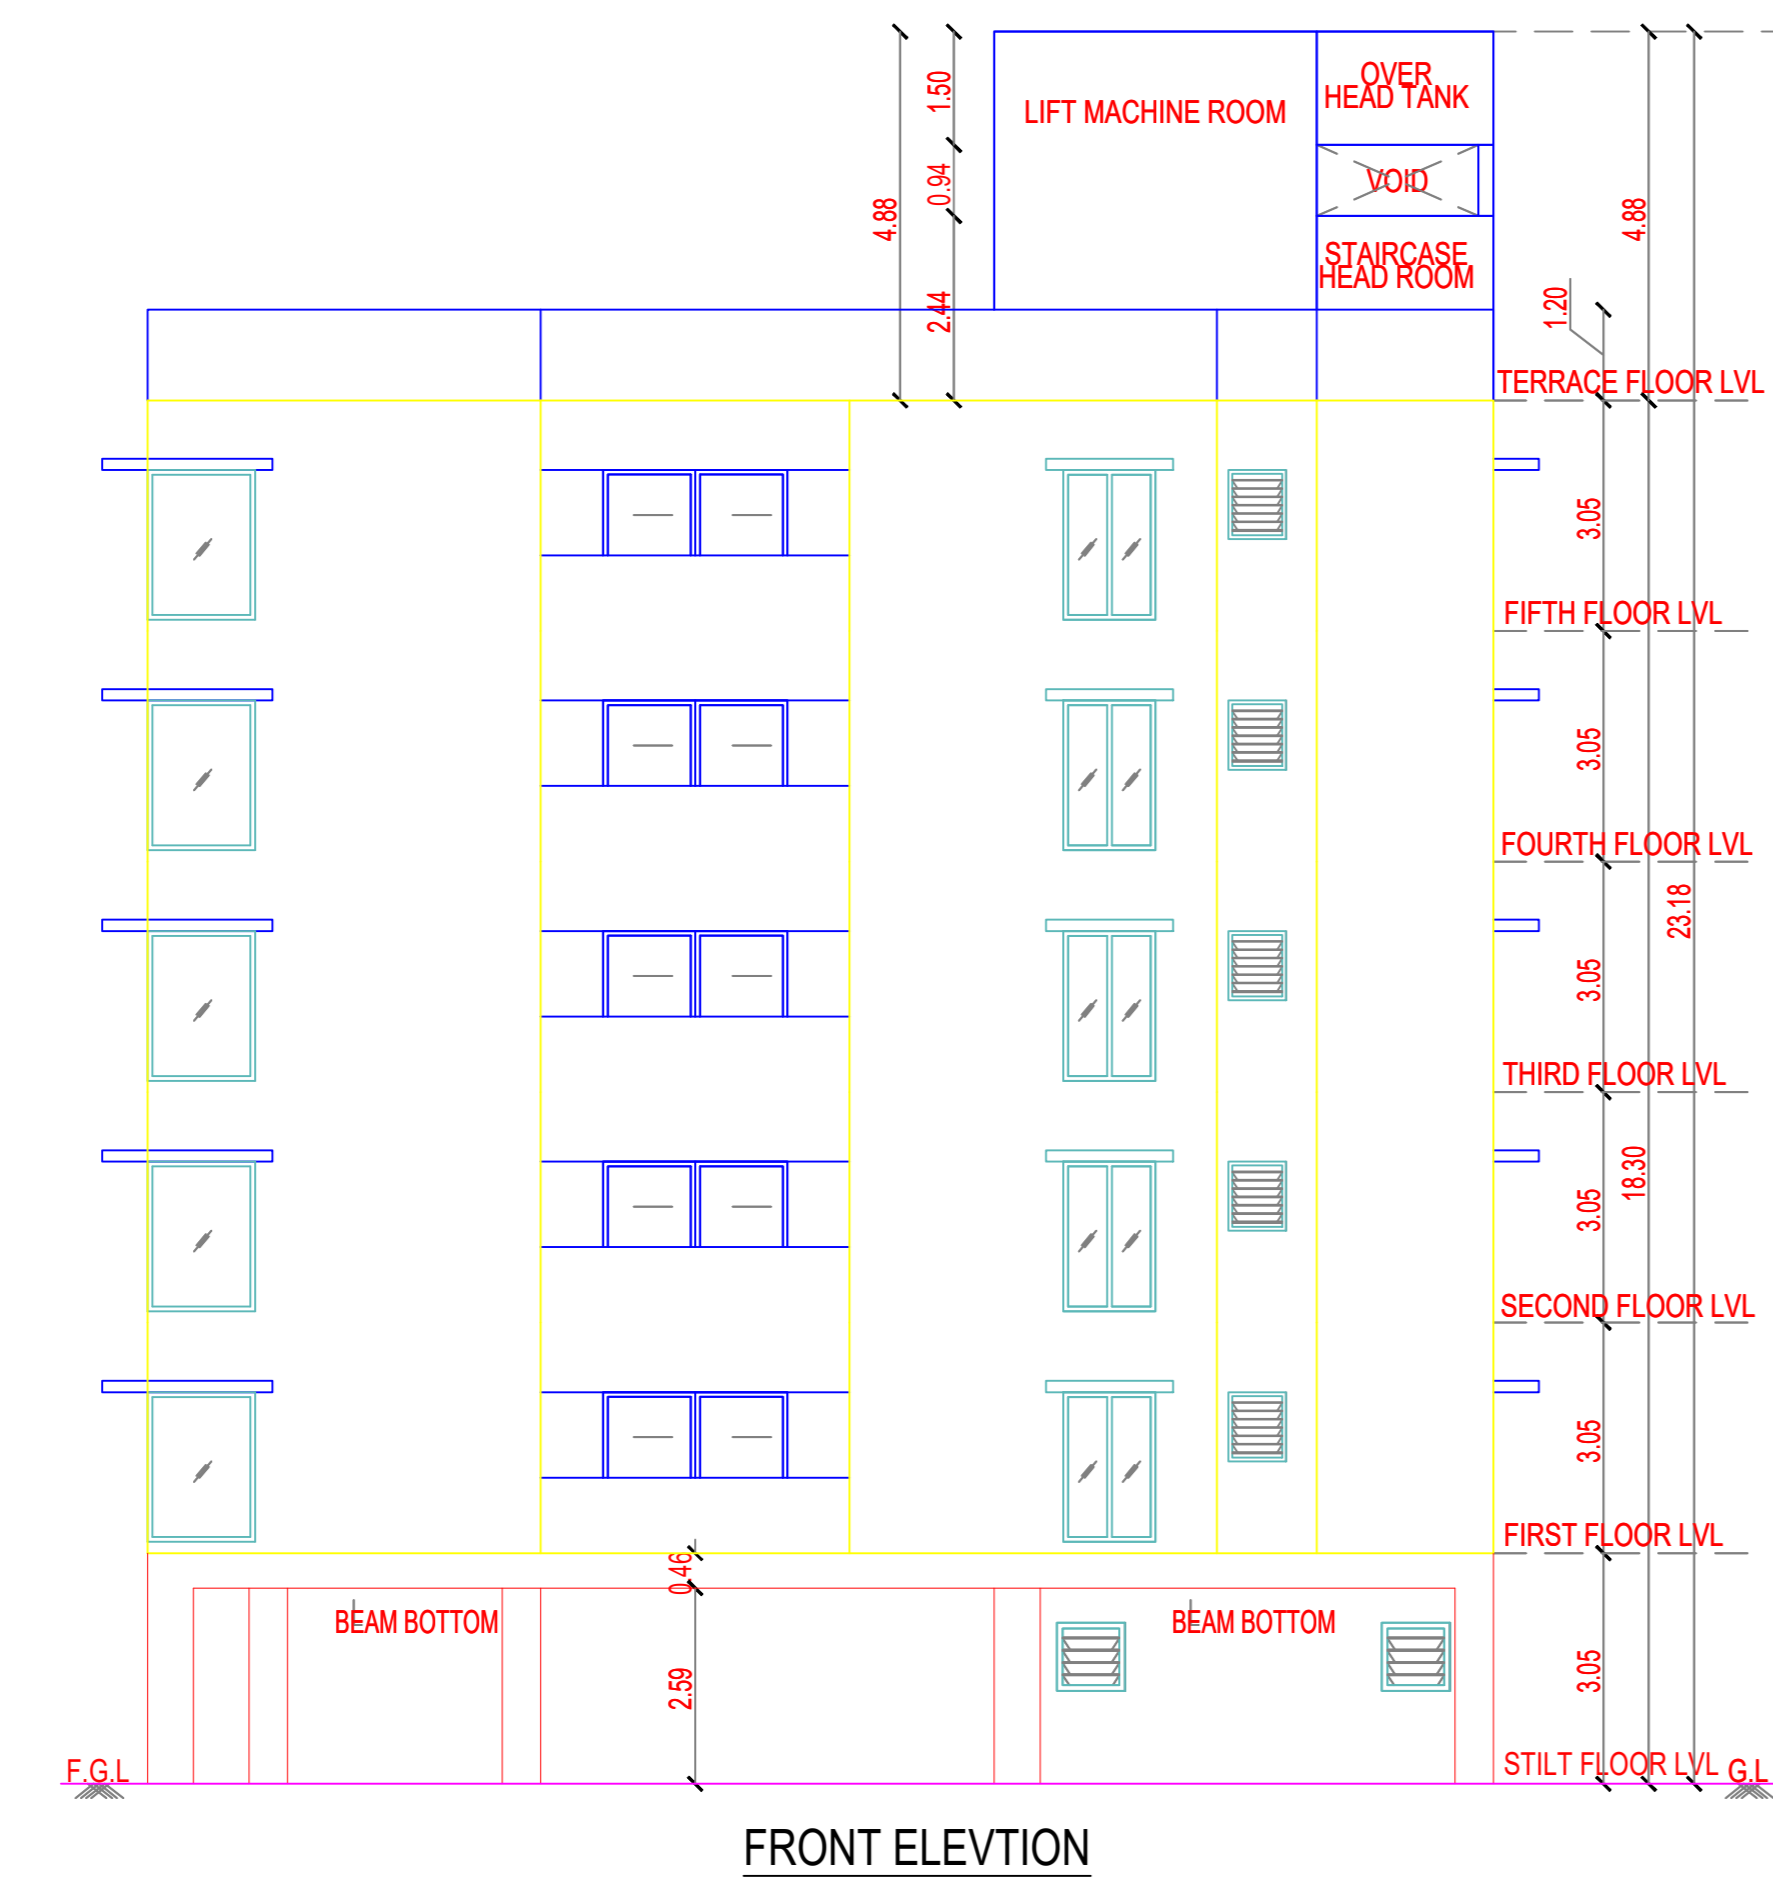 OVER
HEAD TANK
LIFT MACHINE ROOM
1.50
VOID
0.94
4.88
4.88
STAIRCASE
HEAD ROOM
2.44
1.20
TERRACE FLOOR LVL
3.05
FIFTH FLOOR LVL
3.05
FOURTH FLOOR LVL
23.18
3.05
THIRD FLOOR LVL
18.30
3.05
SECOND FLOOR LVL
3.05
FIRST FLOOR LVL
0.46
BEAM BOTTOM
BEAM BOTTOM
2.59
3.05
F.G.L
STILT FLOOR LVL
G.L
FRONT ELEVTION